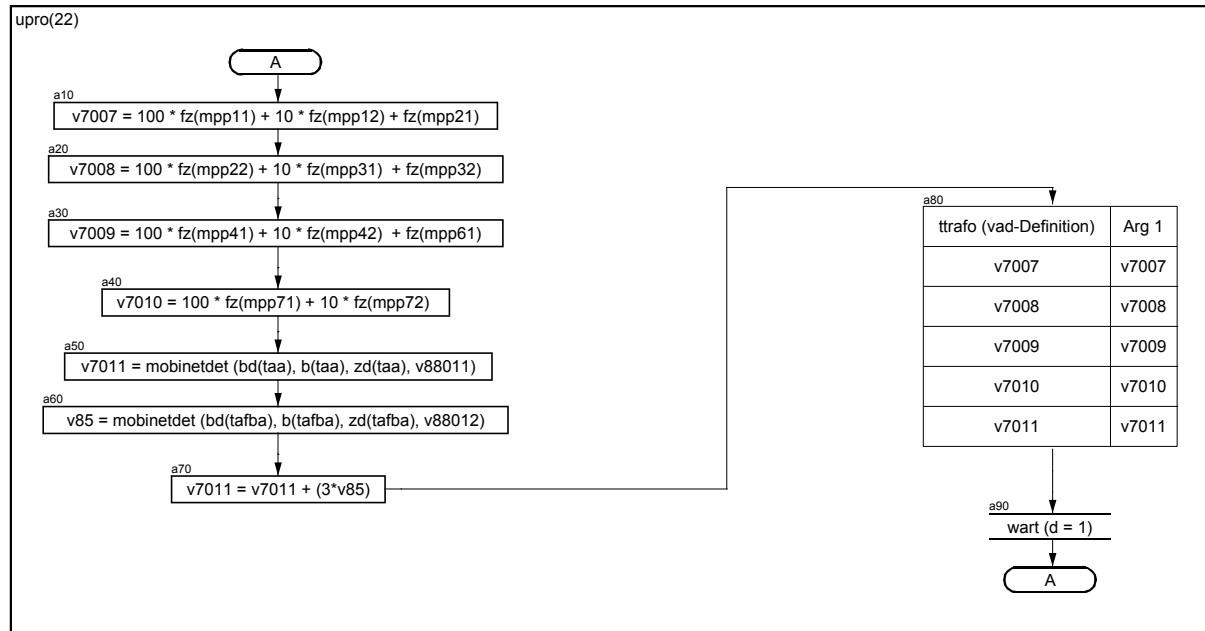 upro(22)
A
a10
v7007 = 100 * fz(mpp11) + 10 * fz(mpp12) + fz(mpp21)
a20
v7008 = 100 * fz(mpp22) + 10 * fz(mpp31) + fz(mpp32)
a30
v7009 = 100 * fz(mpp41) + 10 * fz(mpp42) + fz(mpp61)
a40
v7010 = 100 * fz(mpp71) + 10 * fz(mpp72)
a50
v7011 = mobinetdet (bd(taa), b(taa), zd(taa), v88011)
a60
v85 = mobinetdet (bd(tafba), b(tafba), zd(tafba), v88012)
a70
v7011 = v7011 + (3*v85)
a80
ttrafo (vad-Definition) Arg 1
v7007 v7007
v7008 v7008
v7009 v7009
v7010 v7010
v7011 v7011
a90
wart (d = 1)
A